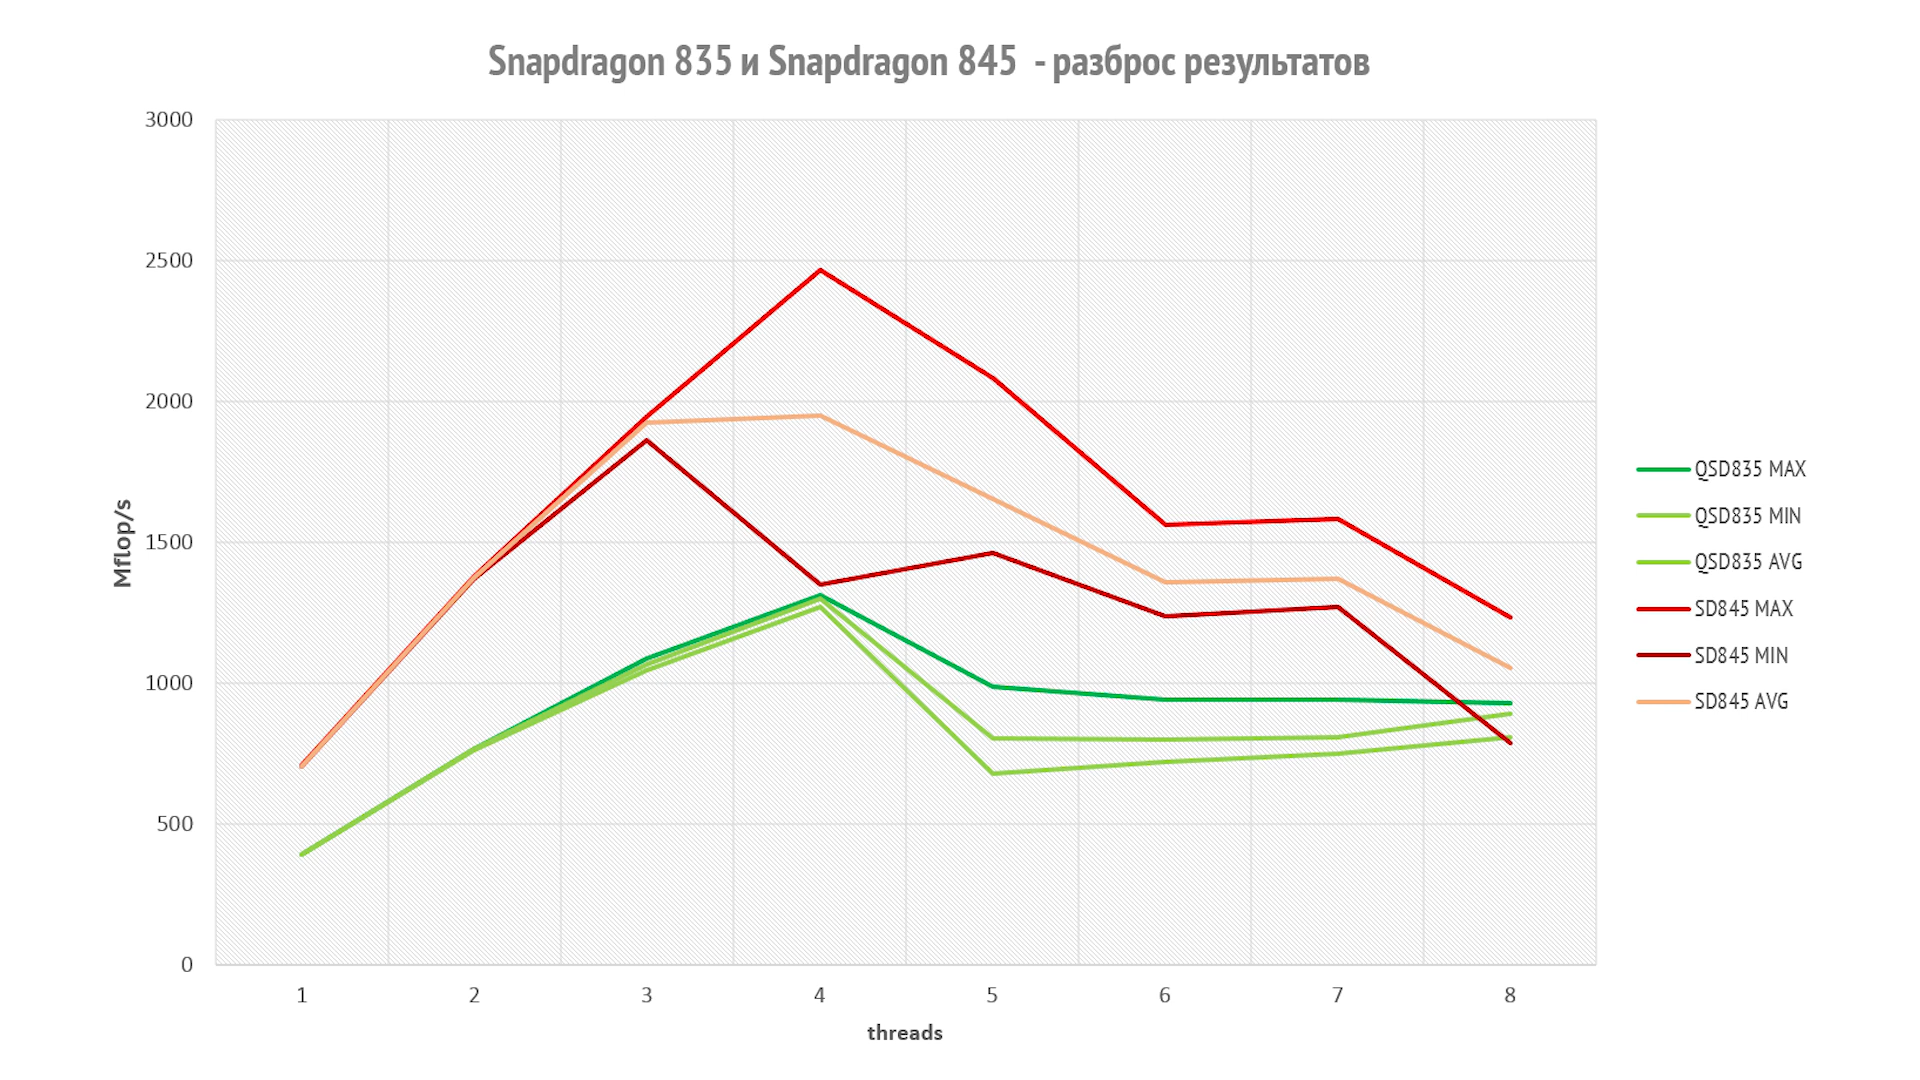 Snapdragon 835 и Snapdragon 845 - разброс результатов
3000
2500
2000
1500
1000
500
0
Mflop/s
1 2 3 4 5 6 7 8
threads
QSD835 MAX
QSD835 MIN
QSD835 AVG
SD845 MAX
SD845 MIN
SD845 AVG